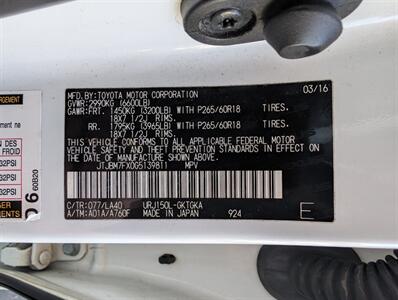 MFD.BY:TOYOTA MOTOR CORPORATION 03/16
GVWR:2990KG (6600LB)
GAWR:FRT. 1450KG (3200LB) WITH P265/60R18 TIRES.
18X7 1/2J RIMS.
RR. 1795KG (3965LB) WITH P265/60R18 TIRES.
18X7 1/2J RIMS.
THIS VEHICLE CONFORMS TO ALL APPLICABLE FEDERAL MOTOR
VEHICLE SAFETY AND THEFT PREVENTION STANDARDS IN EFFECT
ON THE DATE OF MANUFACTURE SHOWN ABOVE.
JTJBM7FX0G5139811 MPV
C/TR:077/LA40 URJ150L-GKTGKA
A/TM:A01A/A760F MADE IN JAPAN 924 E
60B20